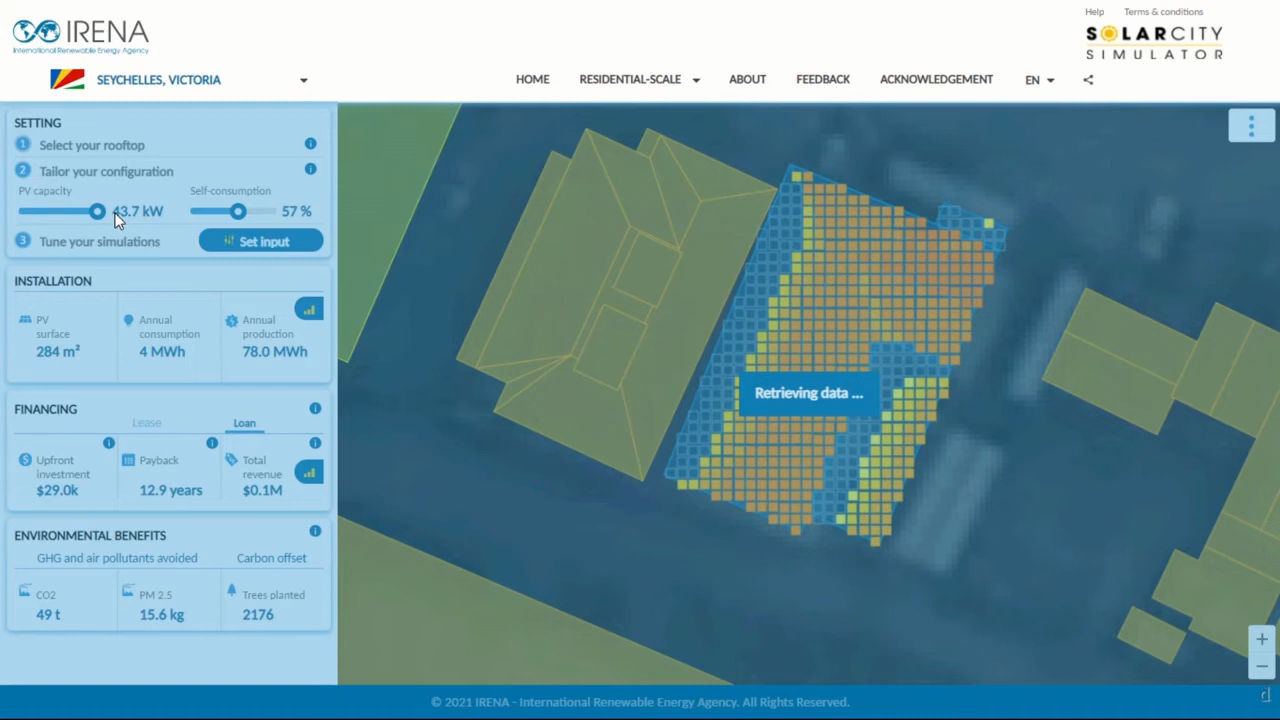 IRENA
International Renewable Energy Agency
Help Terms & conditions
SOLARCITY
SIMULATOR
SEYCHELLES, VICTORIA
HOME RESIDENTIAL-SCALE ABOUT FEEDBACK ACKNOWLEDGEMENT EN
SETTING
1 Select your rooftop
2 Tailor your configuration
PV capacity Self-consumption
43.7 kW 57 %
3 Tune your simulations Set input
INSTALLATION
PV surface
284 m²
Annual consumption
4 MWh
Annual production
78.0 MWh
Retrieving data ...
FINANCING
Lease Loan
Upfront investment
$29.0k
Payback
12.9 years
Total revenue
$0.1M
ENVIRONMENTAL BENEFITS
GHG and air pollutants avoided Carbon offset
CO2
49 t
PM 2.5
15.6 kg
Trees planted
2176
© 2021 IRENA - International Renewable Energy Agency. All Rights Reserved.